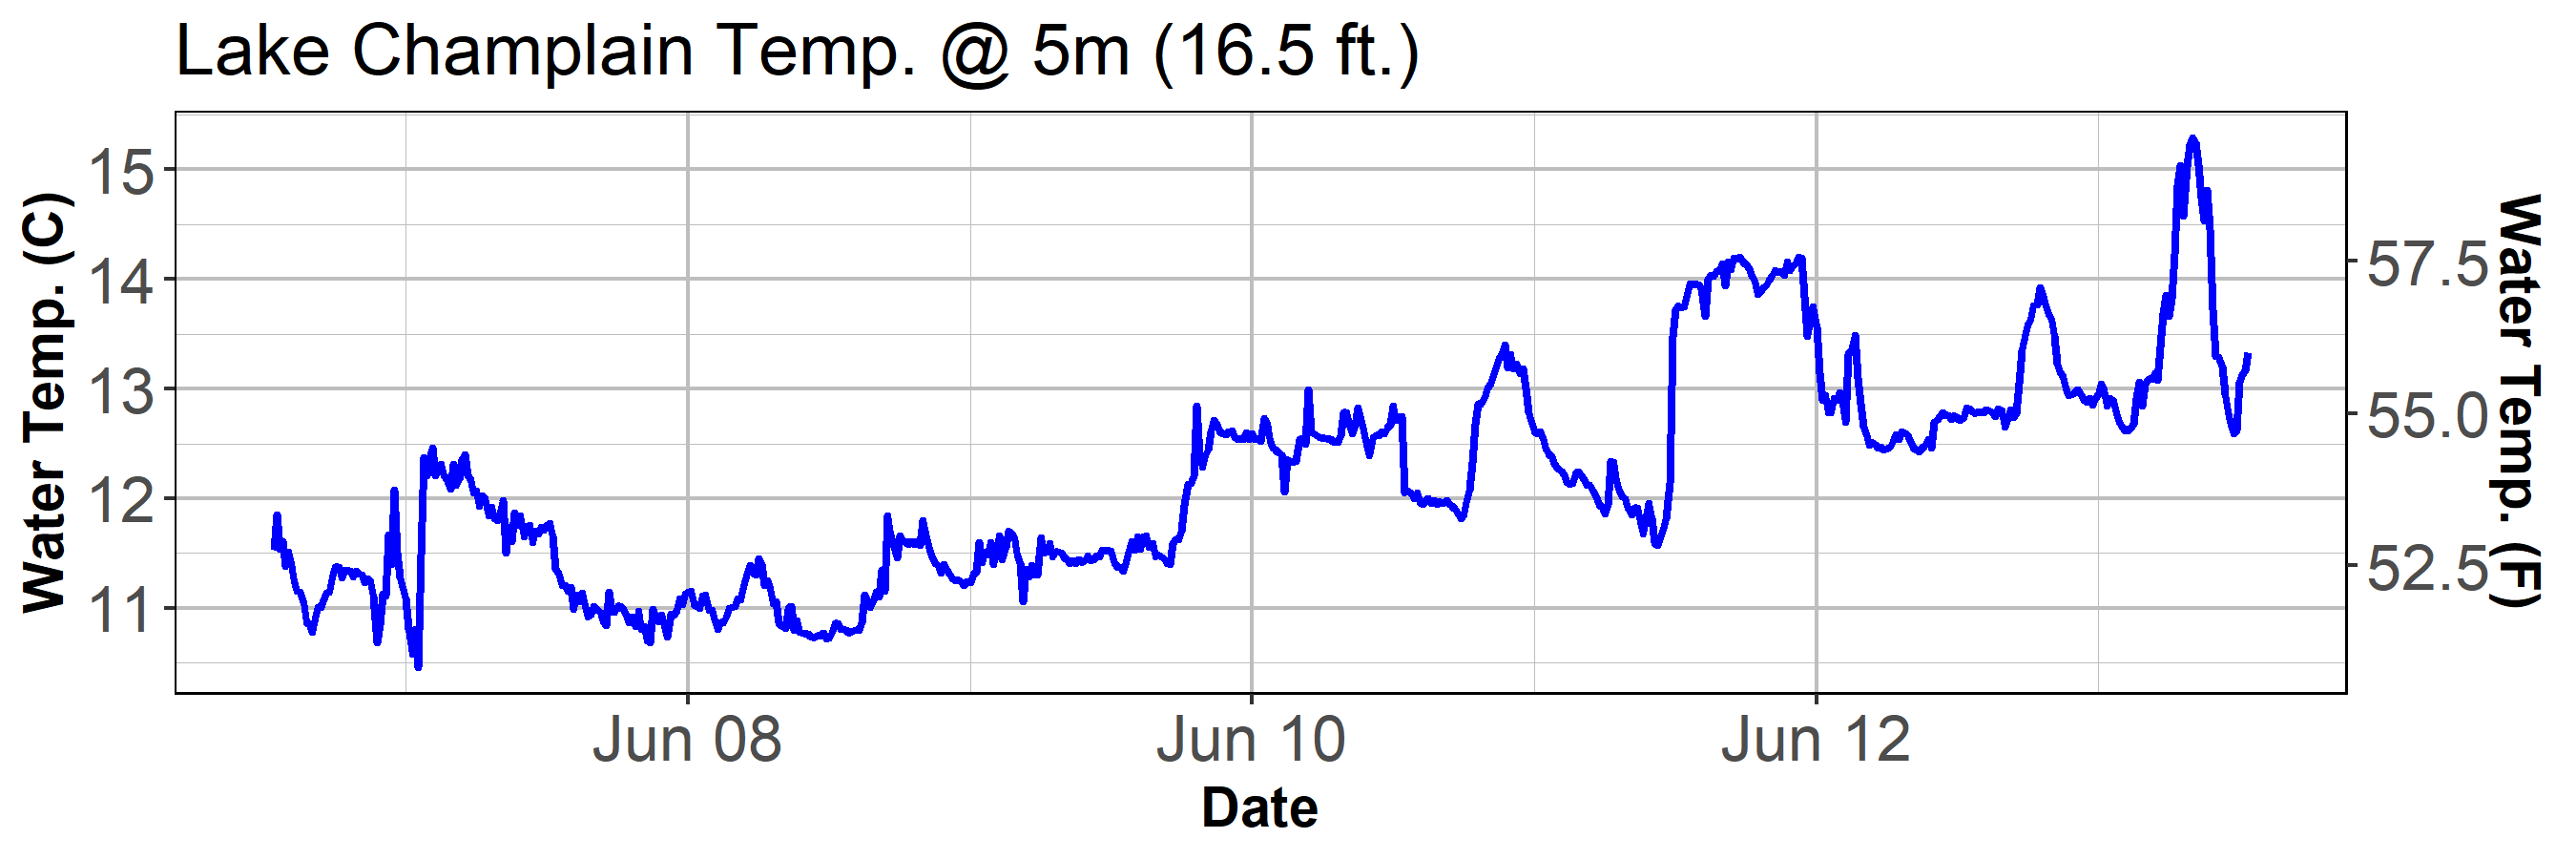 Lake Champlain Temp. @ 5m (16.5 ft.)
Water Temp. (C)
15
14
13
12
11
57.5
55.0
52.5
Water Temp. (F)
Jun 08 Jun 10 Jun 12
Date